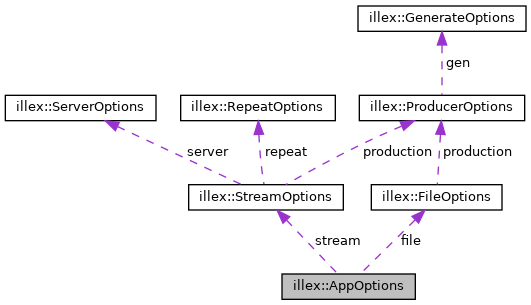 illex::GenerateOptions
gen
illex::ServerOptions
illex::RepeatOptions
illex::ProducerOptions
server
repeat
production
production
illex::StreamOptions
illex::FileOptions
stream
file
illex::AppOptions